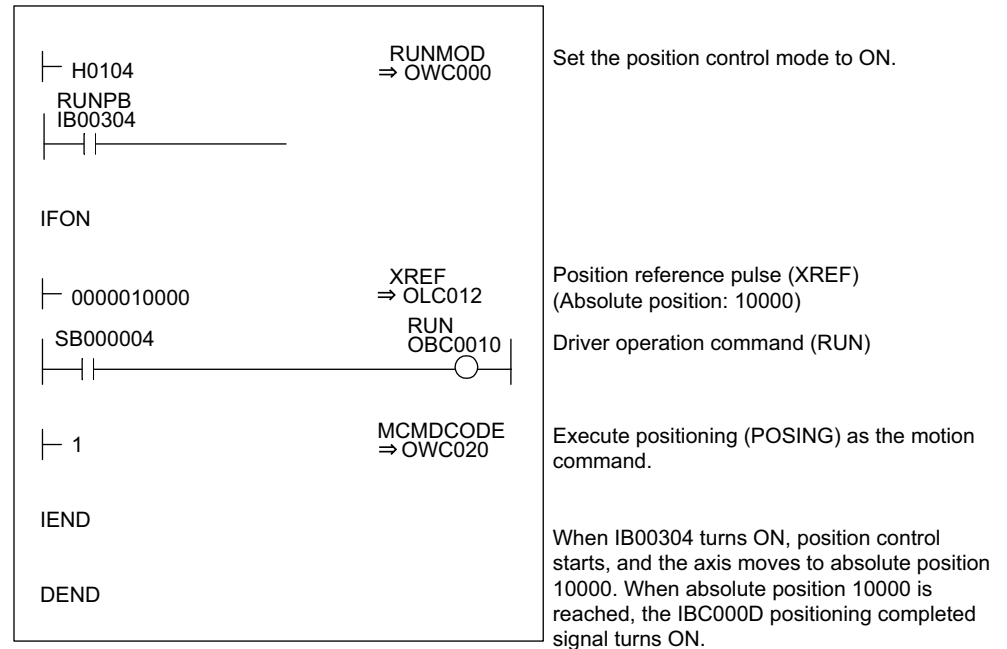 RUNMOD
H0104 ⇒ OWC000
Set the position control mode to ON.
RUNPB
IB00304
IFON
XREF
0000010000 ⇒ OLC012
Position reference pulse (XREF)
(Absolute position: 10000)
RUN
SB000004 OBC0010
Driver operation command (RUN)
MCMDCODE
1 ⇒ OWC020
Execute positioning (POSING) as the motion
command.
IEND
DEND
When IB00304 turns ON, position control
starts, and the axis moves to absolute position
10000. When absolute position 10000 is
reached, the IBC000D positioning completed
signal turns ON.